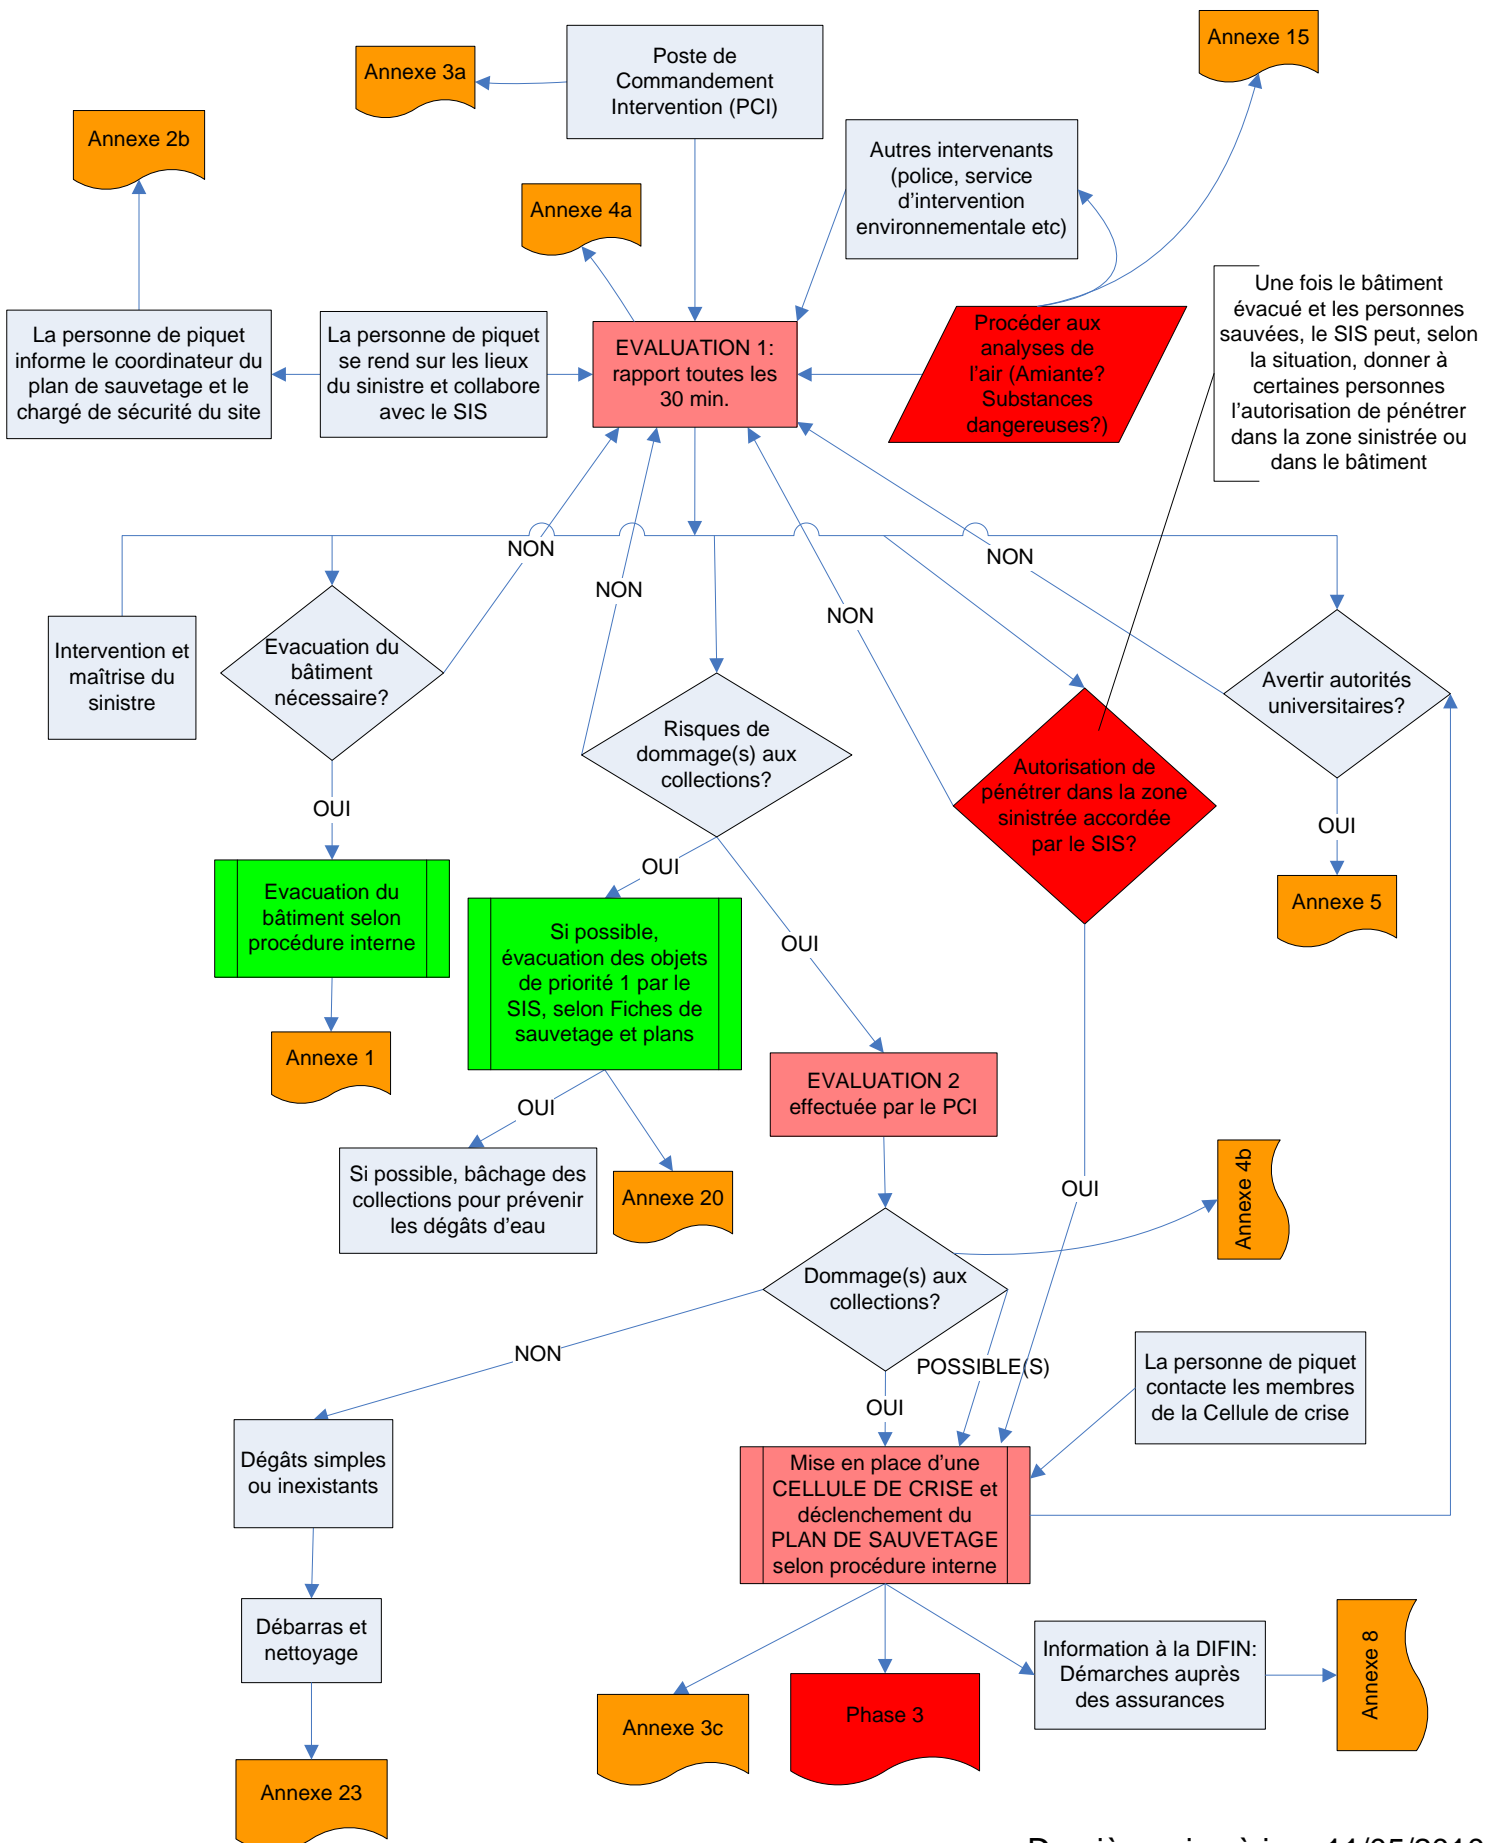 Annexe 15
Poste de
Commandement
Intervention (PCI)
Annexe 3a
Annexe 2b
Autres intervenants
(police, service
d'intervention
environnementale etc)
Annexe 4a
Une fois le bâtiment
évacué et les personnes
sauvées, le SIS peut, selon
la situation, donner à
certaines personnes
l'autorisation de pénétrer
dans la zone sinistrée ou
dans le bâtiment
La personne de piquet
informe le coordinateur du
plan de sauvetage et le
chargé de sécurité du site
La personne de piquet
se rend sur les lieux
du sinistre et collabore
avec le SIS
EVALUATION 1:
rapport toutes les
30 min.
Procéder aux
analyses de
l'air (Amiante?
Substances
dangereuses?)
NON
NON
NON
NON
Intervention et
maîtrise du
sinistre
Evacuation du
bâtiment
nécessaire?
Risques de
dommage(s) aux
collections?
Autorisation de
pénétrer dans la zone
sinistrée accordée
par le SIS?
Avertir autorités
universitaires?
OUI
OUI
OUI
OUI
Evacuation du
bâtiment selon
procédure interne
Si possible,
évacuation des objets
de priorité 1 par le
SIS, selon Fiches de
sauvetage et plans
Annexe 5
Annexe 1
EVALUATION 2
effectuée par le PCI
OUI
Si possible, bâchage des
collections pour prévenir
les dégâts d'eau
Annexe 20
OUI
Annexe 4b
Dommage(s) aux
collections?
NON
POSSIBLE(S)
OUI
La personne de piquet
contacte les membres
de la Cellule de crise
Dégâts simples
ou inexistants
Mise en place d'une
CELLULE DE CRISE et
déclenchement du
PLAN DE SAUVETAGE
selon procédure interne
Débarras et
nettoyage
Information à la DIFIN:
Démarches auprès
des assurances
Annexe 8
Annexe 3c
Phase 3
Annexe 23